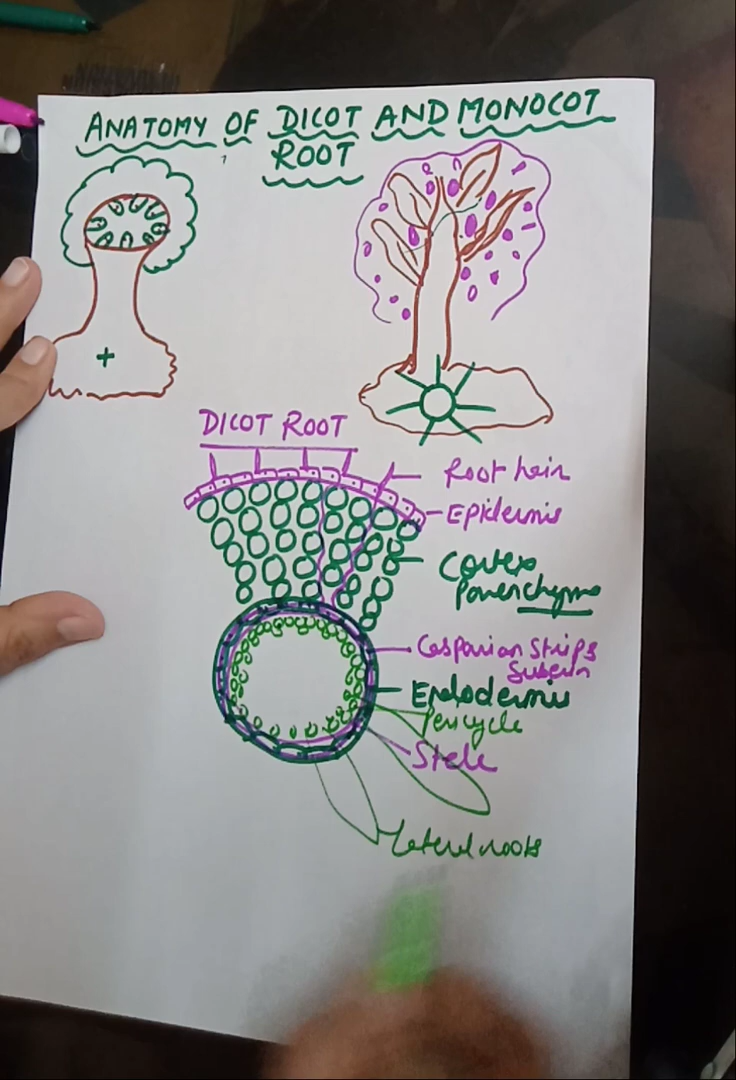 ANATOMY OF DICOT AND MONOCOT
ROOT
DICOT ROOT
Root hair
Epidermis
Cortex
Parenchyma
Casparian Strips
Suberin
Endodermis
Pericycle
Stele
Lateral roots